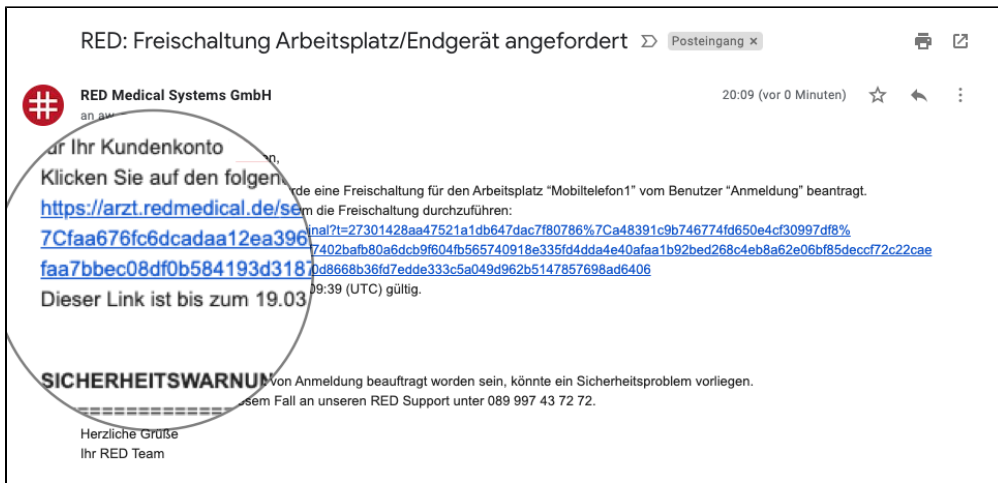 RED: Freischaltung Arbeitsplatz/Endgerät angefordert Posteingang ×
RED Medical Systems GmbH 20:09 (vor 0 Minuten)
an
Ihr Kundenkonto
Klicken Sie auf den folgen
https://arzt.redmedical.de/se
7Cfaa676fc6dcadaa12ea396
faa7bbec08df0b584193d3187
Dieser Link ist bis zum 19.03
SICHERHEITSWARNUN
==============
en,
rde eine Freischaltung für den Arbeitsplatz “Mobiltelefon1” vom Benutzer “Anmeldung” beantragt.
m die Freischaltung durchzuführen:
inal?t=27301428aa47521a1db647dac7f80786%7Ca48391c9b746774fd650e4cf30997df8%
f7402bafb80a6dcb9f604fb565740918e335fd4dda4e40afaa1b92bed268c4eb8a62e06bf85deccf72c22cae
0d8668b36fd7edde333c5a049d962b5147857698ad6406
09:39 (UTC) gültig.
von Anmeldung beauftragt worden sein, könnte ein Sicherheitsproblem vorliegen.
sem Fall an unseren RED Support unter 089 997 43 72 72.
Herzliche Grüße
Ihr RED Team